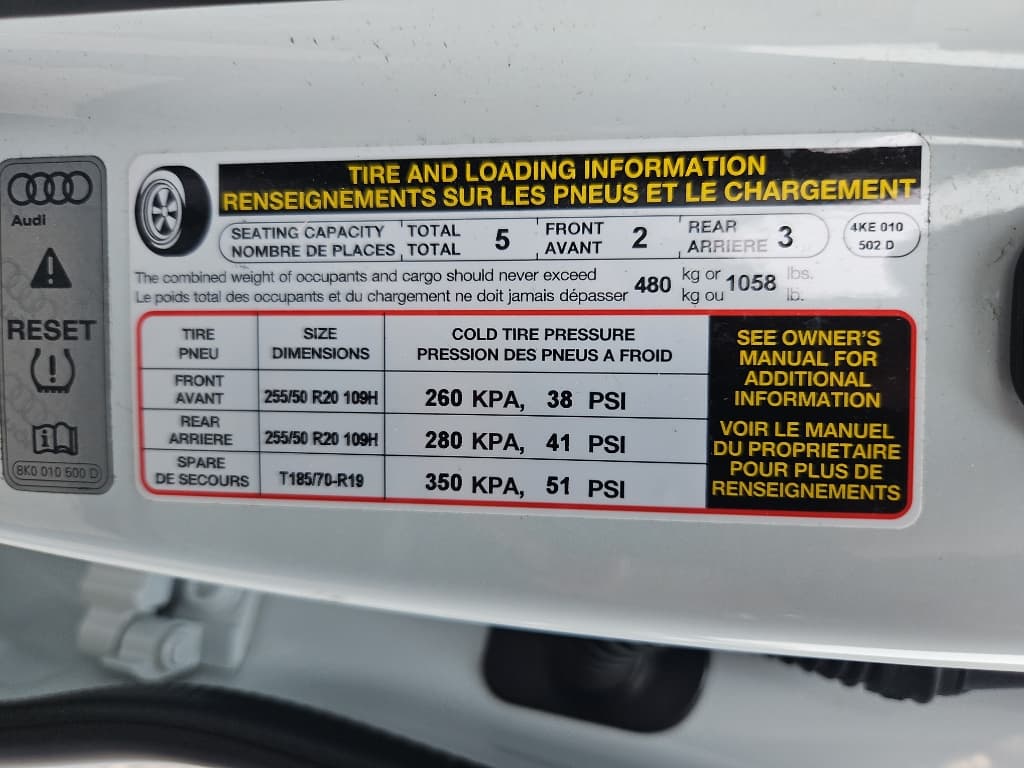 Audi
RESET
8K0 010 500 D
TIRE AND LOADING INFORMATION
RENSEIGNEMENTS SUR LES PNEUS ET LE CHARGEMENT
SEATING CAPACITY TOTAL 5 FRONT 2 REAR 3
NOMBRE DE PLACES TOTAL AVANT ARRIERE
4KE 010
502 D
The combined weight of occupants and cargo should never exceed 480 kg or 1058 lbs.
Le poids total des occupants et du chargement ne doit jamais dépasser kg ou lb.
TIRE SIZE COLD TIRE PRESSURE
PNEU DIMENSIONS PRESSION DES PNEUS A FROID
FRONT
AVANT 255/50 R20 109H 260 KPA, 38 PSI
REAR
ARRIERE 255/50 R20 109H 280 KPA, 41 PSI
SPARE
DE SECOURS T185/70-R19 350 KPA, 51 PSI
SEE OWNER'S
MANUAL FOR
ADDITIONAL
INFORMATION
VOIR LE MANUEL
DU PROPRIETAIRE
POUR PLUS DE
RENSEIGNEMENTS